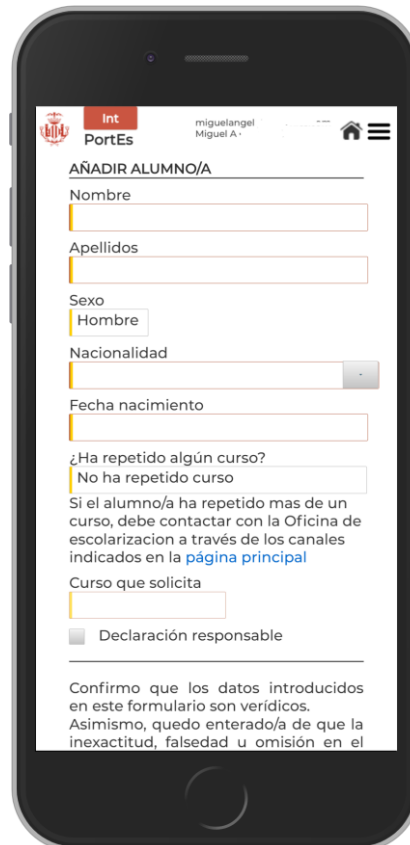 Int
PortEs
miguelangel
Miguel A
AÑADIR ALUMNO/A
Nombre
Apellidos
Sexo
Hombre
Nacionalidad
-
Fecha nacimiento
¿Ha repetido algún curso?
No ha repetido curso
Si el alumno/a ha repetido mas de un
curso, debe contactar con la Oficina de
escolarizacion a través de los canales
indicados en la página principal
Curso que solicita
Declaración responsable
Confirmo que los datos introducidos
en este formulario son verídicos.
Asimismo, quedo enterado/a de que la
inexactitud, falsedad u omisión en el